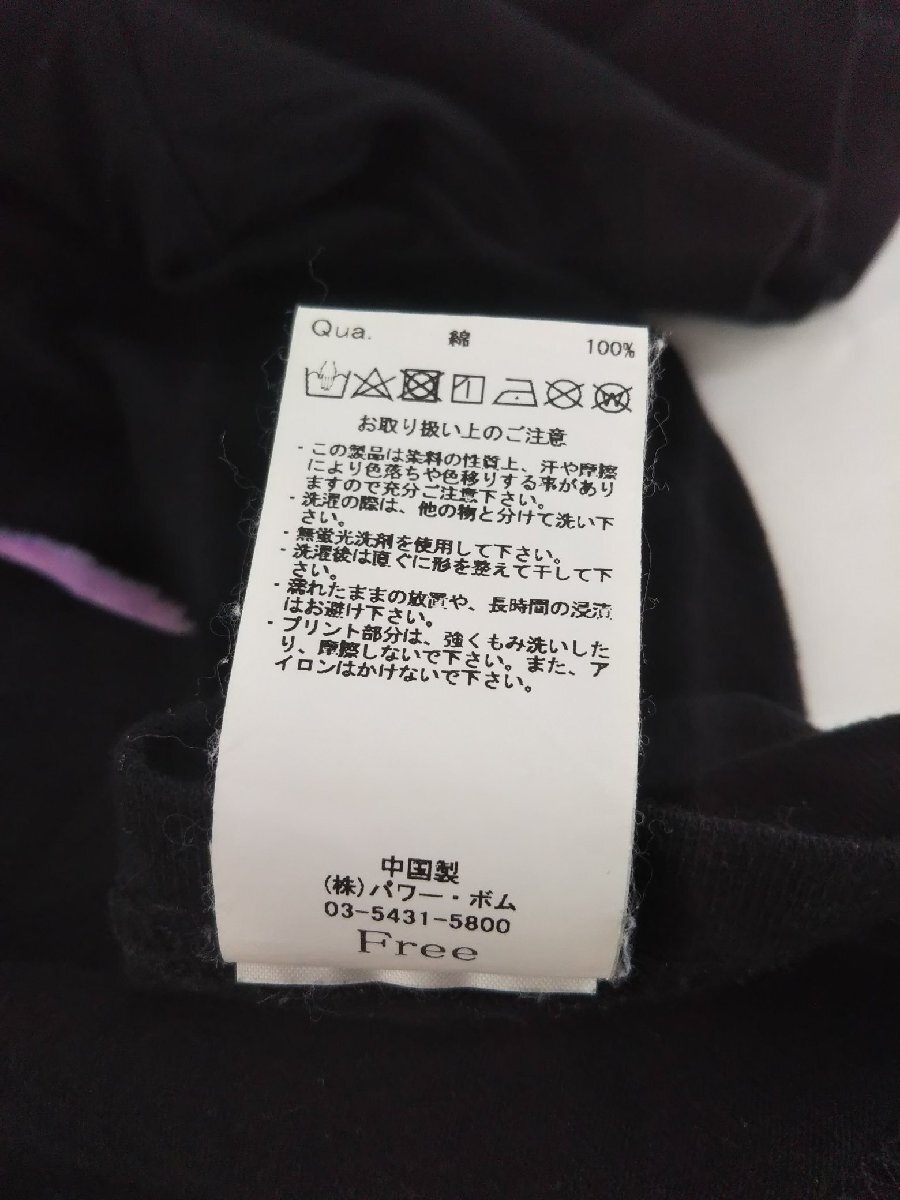 Qua. 綿 100%
お取り扱い上のご注意
・この製品は染料の性質上、汗や摩擦
により色落ちや色移りする事があり
ますので充分ご注意下さい。
・洗濯の際は、他の物と分けて洗い下
さい。
・無蛍光洗剤を使用して下さい。
・洗濯後は直ぐに形を整えて干して下
さい。
・濡れたままの放置や、長時間の浸漬
はお避け下さい。
・プリント部分は、強くもみ洗いした
り、摩擦しないで下さい。また、ア
イロンはかけないで下さい。
中国製
(株)パワー・ボム
03-5431-5800
Free